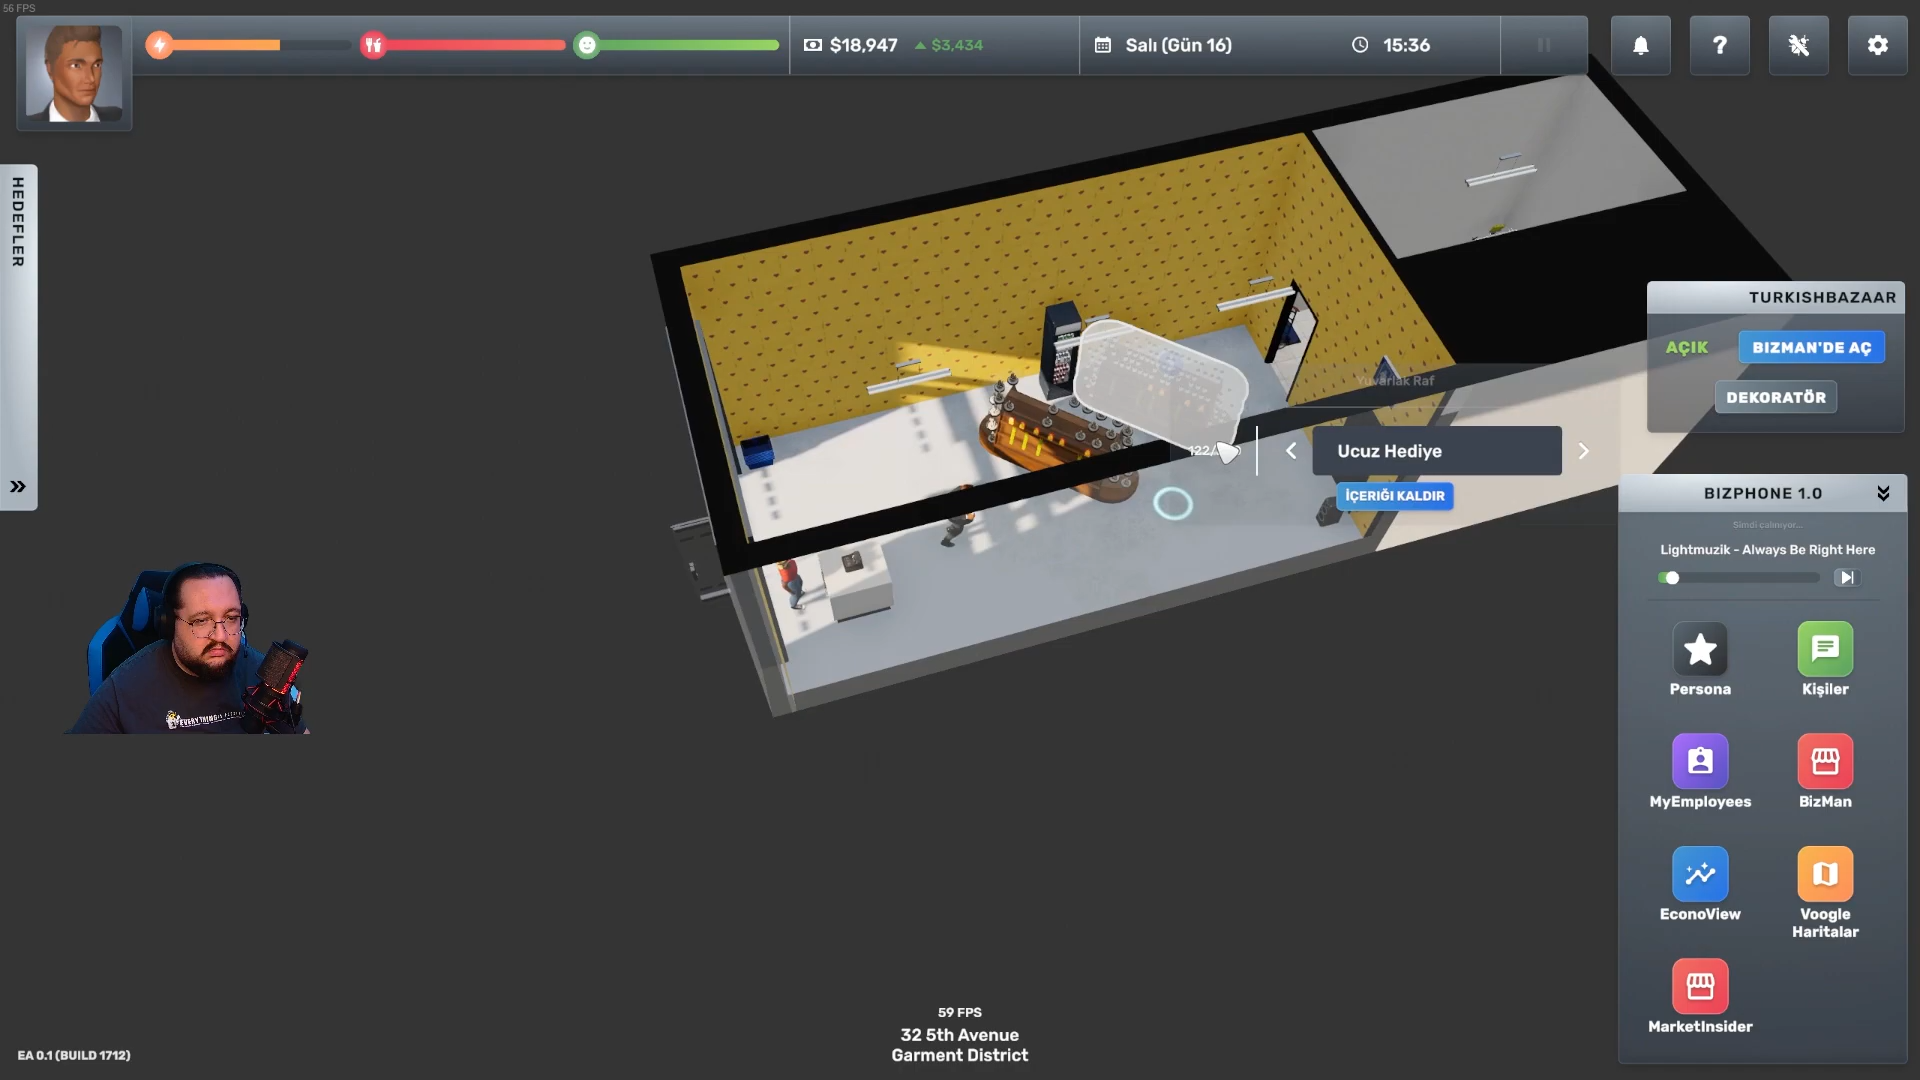 56 FPS
$18,947
$3,434
Salı (Gün 16)
15:36
?
HEDEFLER
TURKISHBAZAAR
AÇIK
BIZMAN'DE AÇ
DEKORATÖR
Yuvarlak Raf
Ucuz Hediye
İÇERİĞİ KALDIR
BIZPHONE 1.0
Şimdi çalınıyor...
Lightmuzik - Always Be Right Here
Persona
Kişiler
MyEmployees
BizMan
EconoView
Voogle
Haritalar
MarketInsider
59 FPS
32 5th Avenue
Garment District
EA 0.1 (BUILD 1712)